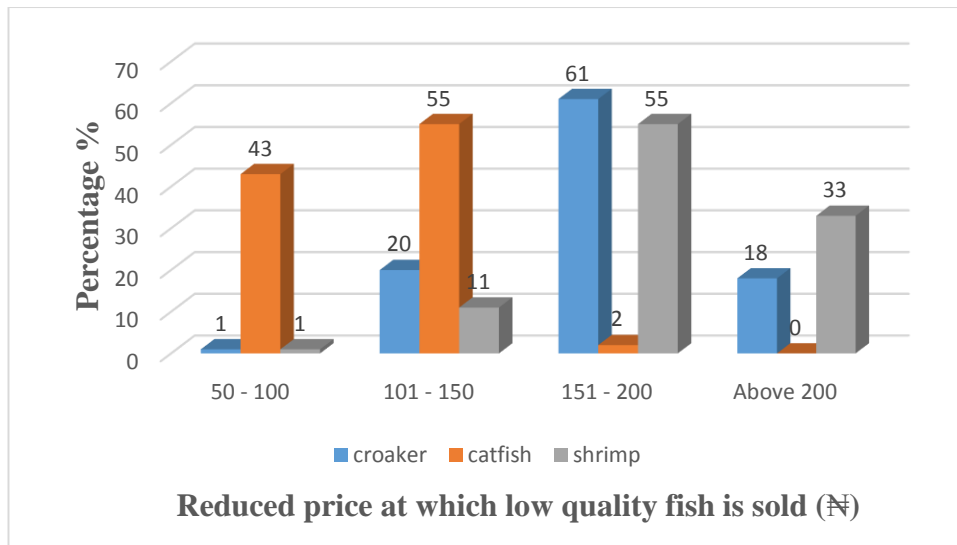 70
60
50
40
30
20
10
0
Percentage %
1 43 1
20 55 11
61 2 55
18 0 33
50 - 100 101 - 150 151 - 200 Above 200
croaker catfish shrimp
Reduced price at which low quality fish is sold (₦)